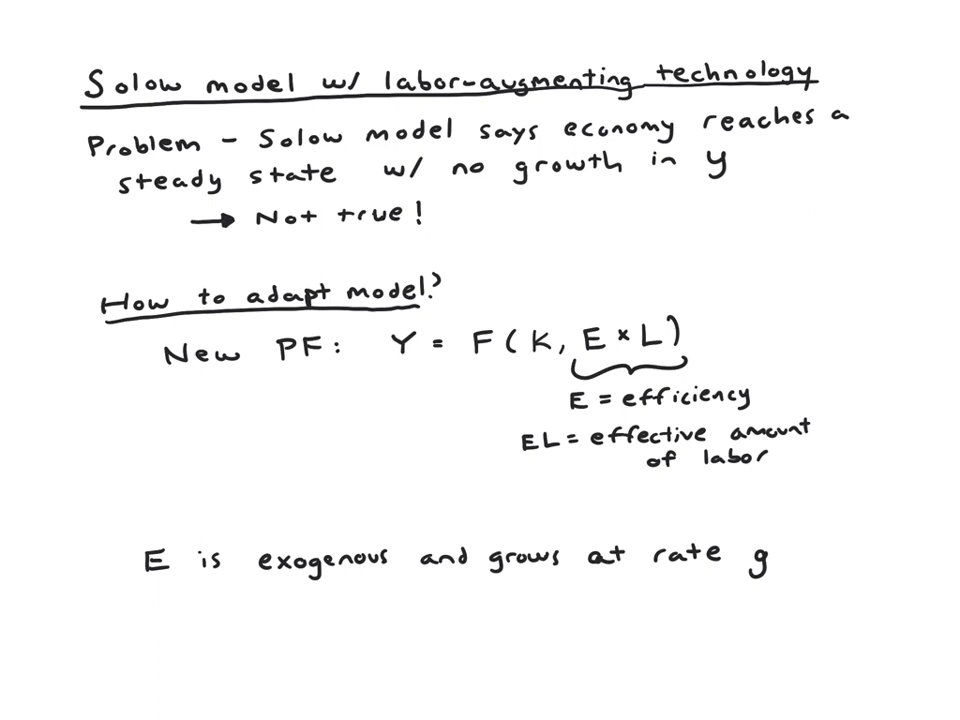 Solow model w/ labor-augmenting technology
Problem - Solow model says economy reaches a
steady state w/ no growth in y
→ Not true!
How to adapt model?
New PF: Y = F(K, E × L)
E = efficiency
EL = effective amount
of labor
E is exogenous and grows at rate g